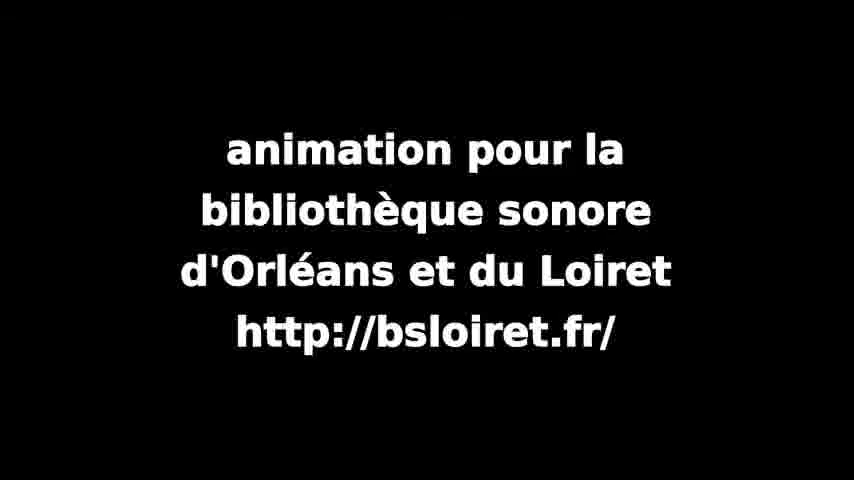 animation pour la
bibliothèque sonore
d'Orléans et du Loiret
http://bsloiret.fr/